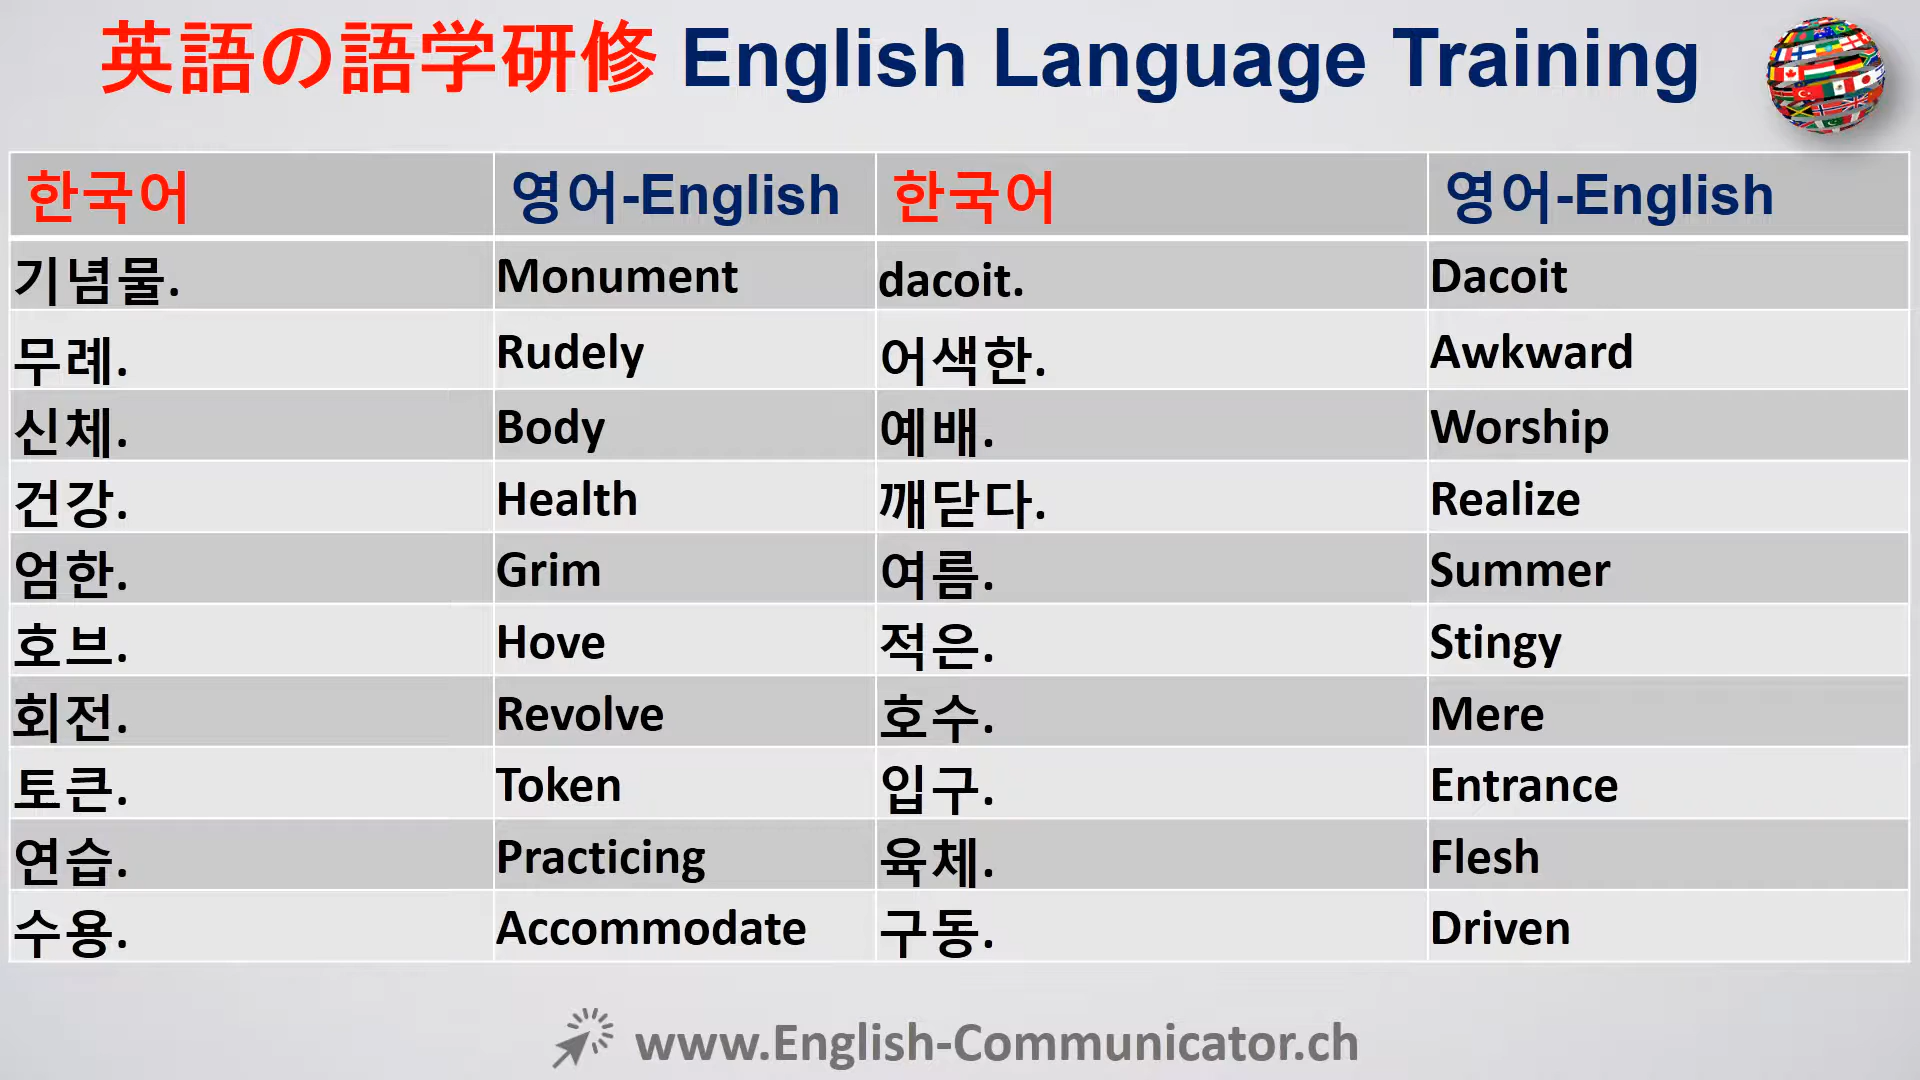 英語の語学研修 English Language Training
한국어 영어-English 한국어 영어-English
기념물. Monument dacoit. Dacoit
무례. Rudely 어색한. Awkward
신체. Body 예배. Worship
건강. Health 깨닫다. Realize
엄한. Grim 여름. Summer
호브. Hove 적은. Stingy
회전. Revolve 호수. Mere
토큰. Token 입구. Entrance
연습. Practicing 육체. Flesh
수용. Accommodate 구동. Driven
www.English-Communicator.ch